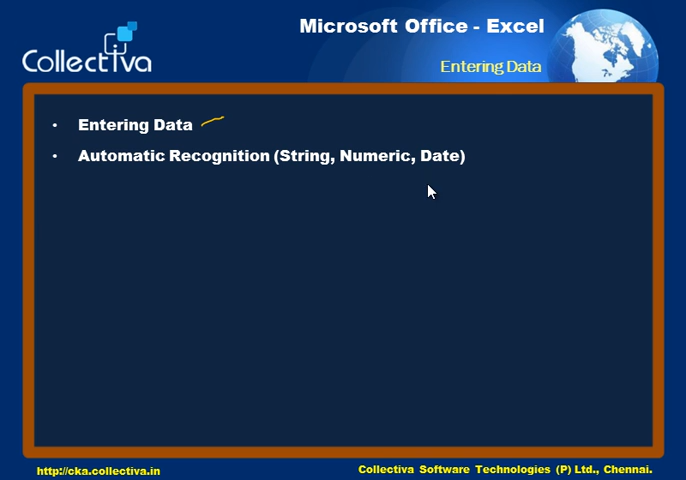 Microsoft Office - Excel
Collectiva
Entering Data
• Entering Data
• Automatic Recognition (String, Numeric, Date)
http://cka.collectiva.in
Collectiva Software Technologies (P) Ltd., Chennai.